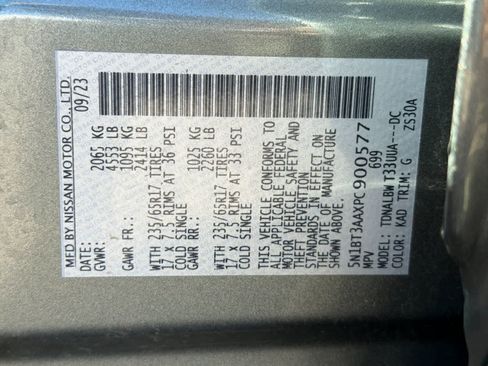 MFD BY NISSAN MOTOR CO., LTD.
DATE: 09/23
GVWR: 2065 KG
4553 LB
GAWR FR.: 1095 KG
2414 LB
WITH 235/65R17 TIRES
17 x 7.5 RIMS AT 36 PSI
COLD SINGLE
GAWR RR.: 1025 KG
2260 LB
WITH 235/65R17 TIRES
17 x 7.5 RIMS AT 33 PSI
COLD SINGLE
THIS VEHICLE CONFORMS TO
ALL APPLICABLE FEDERAL
MOTOR VEHICLE SAFETY AND
THEFT PREVENTION
STANDARDS IN EFFECT ON
THE DATE OF MANUFACTURE
SHOWN ABOVE.
5N1BT3AAXPC900577
MPV 699
MODEL: TDNALBW T33UUA---DC
COLOR: KAD TRIM: G ZS30A